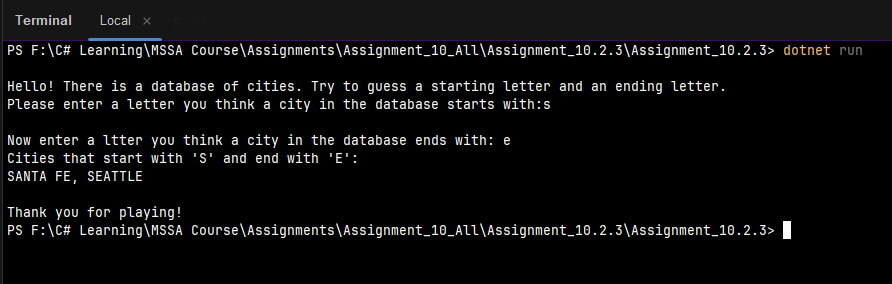 Terminal Local ×
PS F:\C# Learning\MSSA Course\Assignments\Assignment_10_All\Assignment_10.2.3\Assignment_10.2.3> dotnet run
Hello! There is a database of cities. Try to guess a starting letter and an ending letter.
Please enter a letter you think a city in the database starts with:s
Now enter a ltter you think a city in the database ends with: e
Cities that start with 'S' and end with 'E':
SANTA FE, SEATTLE
Thank you for playing!
PS F:\C# Learning\MSSA Course\Assignments\Assignment_10_All\Assignment_10.2.3\Assignment_10.2.3>